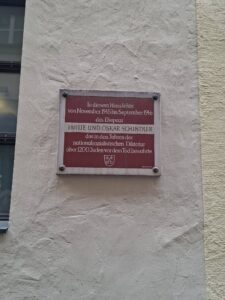 In diesem Haus lebte
von November 1945 bis September 1946
das Ehepaar
EMILIE UND OSKAR SCHINDLER
das in den Jahren der
nationalsozialistischen Diktatur
über 1200 Juden vor dem Tod bewahrte